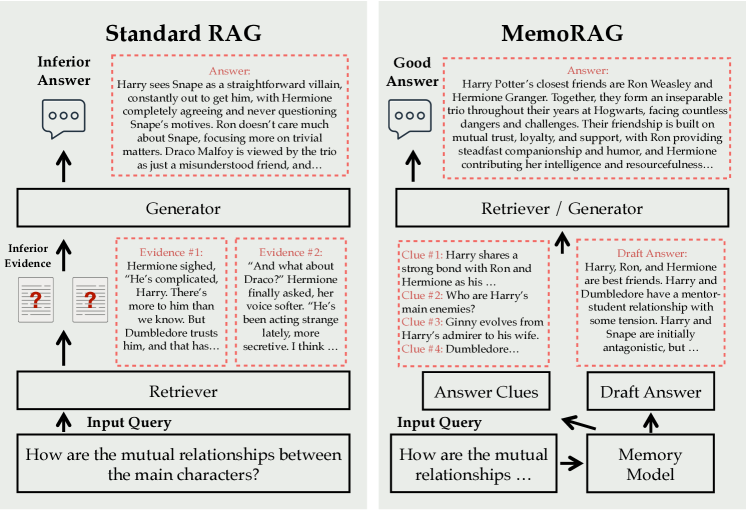 Standard RAG
Inferior
Answer
Answer:
Harry sees Snape as a straightforward villain,
constantly out to get him, with Hermione
completely agreeing and never questioning
Snape's motives. Ron doesn't care much
about Snape, focusing more on trivial
matters. Draco Malfoy is viewed by the trio
as just a misunderstood friend, and…
Generator
Inferior
Evidence
?
?
Evidence #1:
Hermione sighed,
"He's complicated,
Harry. There's
more to him than
we know. But
Dumbledore trusts
him, and that has…
Evidence #2:
"And what about
Draco?" Hermione
finally asked, her
voice softer. "He's
been acting strange
lately, more
secretive. I think …
Retriever
Input Query
How are the mutual relationships between
the main characters?
MemoRAG
Good
Answer
Answer:
Harry Potter's closest friends are Ron Weasley and
Hermione Granger. Together, they form an inseparable
trio throughout their years at Hogwarts, facing countless
dangers and challenges. Their friendship is built on
mutual trust, loyalty, and support, with Ron providing
steadfast companionship and humor, and Hermione
contributing her intelligence and resourcefulness…
Retriever / Generator
Clue #1: Harry shares a
strong bond with Ron and
Hermione as his …
Clue #2: Who are Harry's
main enemies?
Clue #3: Ginny evolves from
Harry's admirer to his wife.
Clue #4: Dumbledore…
Draft Answer:
Harry, Ron, and Hermione
are best friends. Harry and
Dumbledore have a mentor-
student relationship with
some tension. Harry and
Snape are initially
antagonistic, but …
Answer Clues
Draft Answer
Input Query
How are the mutual
relationships …
Memory
Model